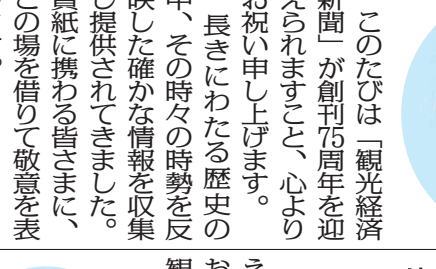 このたびは「観光経済
新聞」が創刊75周年を迎
えられますこと、心より
お祝い申し上げます。
長きにわたる歴史の
中、その時々の時勢を反
映した確かな情報を収集
し提供されてきました。
貴紙に携わる皆さまに、
この場を借りて敬意を表
え
お
観